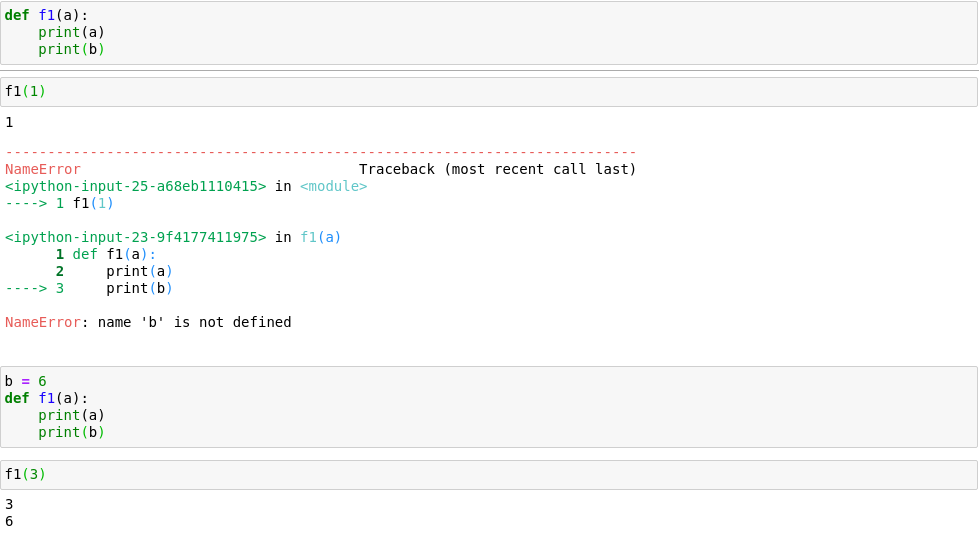 def f1(a):
    print(a)
    print(b)
f1(1)
1
---------------------------------------------------------------------------
NameError                                 Traceback (most recent call last)
<ipython-input-25-a68eb1110415> in <module>
----> 1 f1(1)
<ipython-input-23-9f4177411975> in f1(a)
      1 def f1(a):
      2     print(a)
----> 3     print(b)
NameError: name 'b' is not defined
b = 6
def f1(a):
    print(a)
    print(b)
f1(3)
3
6